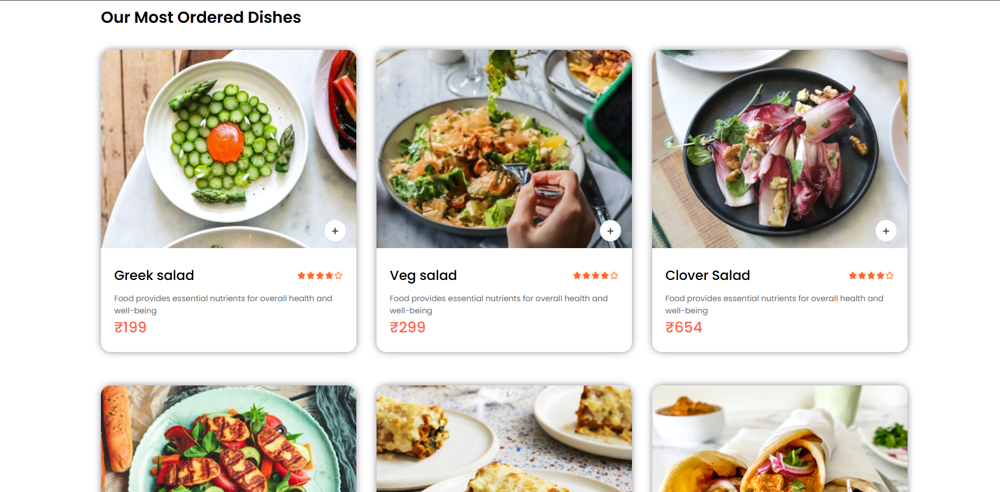 Our Most Ordered Dishes
+
+
+
Greek salad
Food provides essential nutrients for overall health and
well-being
₹199
Veg salad
Food provides essential nutrients for overall health and
well-being
₹299
Clover Salad
Food provides essential nutrients for overall health and
well-being
₹654